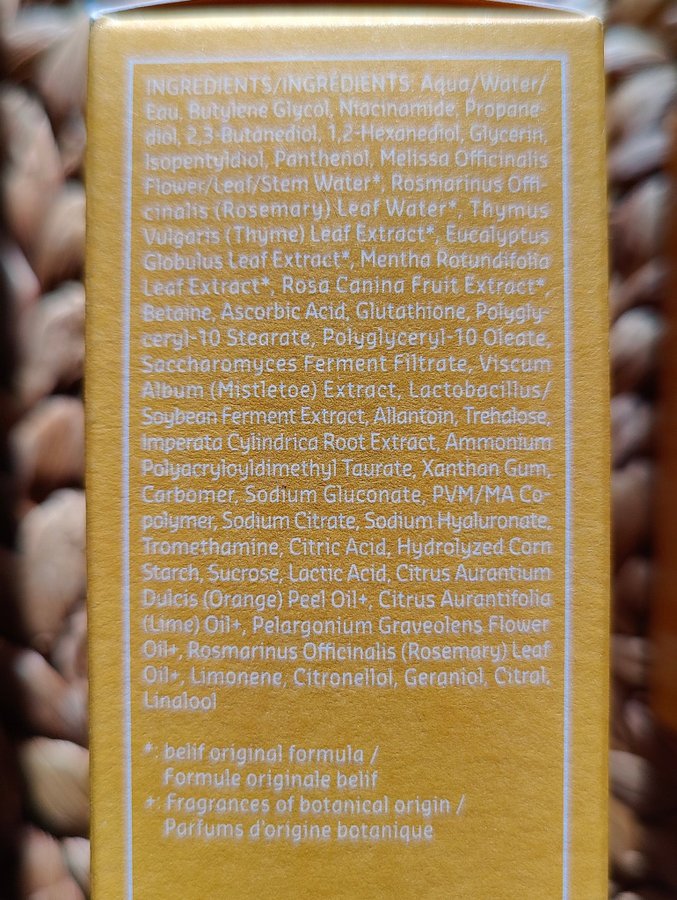 INGREDIENTS/INGRÉDIENTS: Aqua/Water/
Eau, Butylene Glycol, Niacinamide, Propane-
diol, 2,3-Butanediol, 1,2-Hexanediol, Glycerin,
Isopentyldiol, Panthenol, Melissa Officinalis
Flower/Leaf/Stem Water*, Rosmarinus Offi-
cinalis (Rosemary) Leaf Water*, Thymus
Vulgaris (Thyme) Leaf Extract*, Eucalyptus
Globulus Leaf Extract*, Mentha Rotundifolia
Leaf Extract*, Rosa Canina Fruit Extract*,
Betaine, Ascorbic Acid, Glutathione, Polygly-
ceryl-10 Stearate, Polyglyceryl-10 Oleate,
Saccharomyces Ferment Filtrate, Viscum
Album (Mistletoe) Extract, Lactobacillus/
Soybean Ferment Extract, Allantoin, Trehalose,
Imperata Cylindrica Root Extract, Ammonium
Polyacryloyldimethyl Taurate, Xanthan Gum,
Carbomer, Sodium Gluconate, PVM/MA Co-
polymer, Sodium Citrate, Sodium Hyaluronate,
Tromethamine, Citric Acid, Hydrolyzed Corn
Starch, Sucrose, Lactic Acid, Citrus Aurantium
Dulcis (Orange) Peel Oil+, Citrus Aurantifolia
(Lime) Oil+, Pelargonium Graveolens Flower
Oil+, Rosmarinus Officinalis (Rosemary) Leaf
Oil+, Limonene, Citronellol, Geraniol, Citral,
Linalool
*: belif original formula /
Formule originale belif
+: Fragrances of botanical origin /
Parfums d'origine botanique